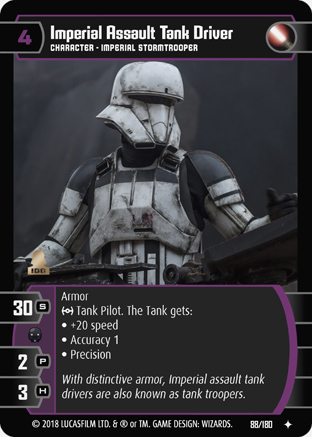 4 Imperial Assault Tank Driver
CHARACTER - IMPERIAL STORMTROOPER
Armor
30 S
Tank Pilot. The Tank gets:
• +20 speed
• Accuracy 1
2 P
• Precision
With distinctive armor, Imperial assault tank
3 H
drivers are also known as tank troopers.
© 2018 LUCASFILM LTD. & ® or TM. GAME DESIGN: WIZARDS. 88/180